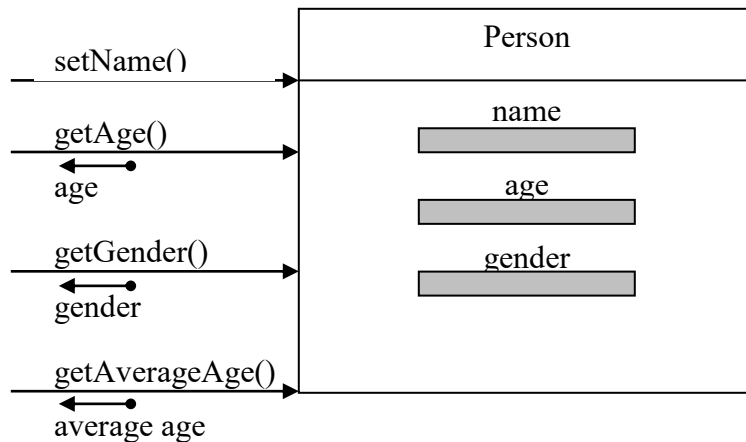 Person
setName()
name
getAge()
age
age
getGender()
gender
gender
getAverageAge()
average age